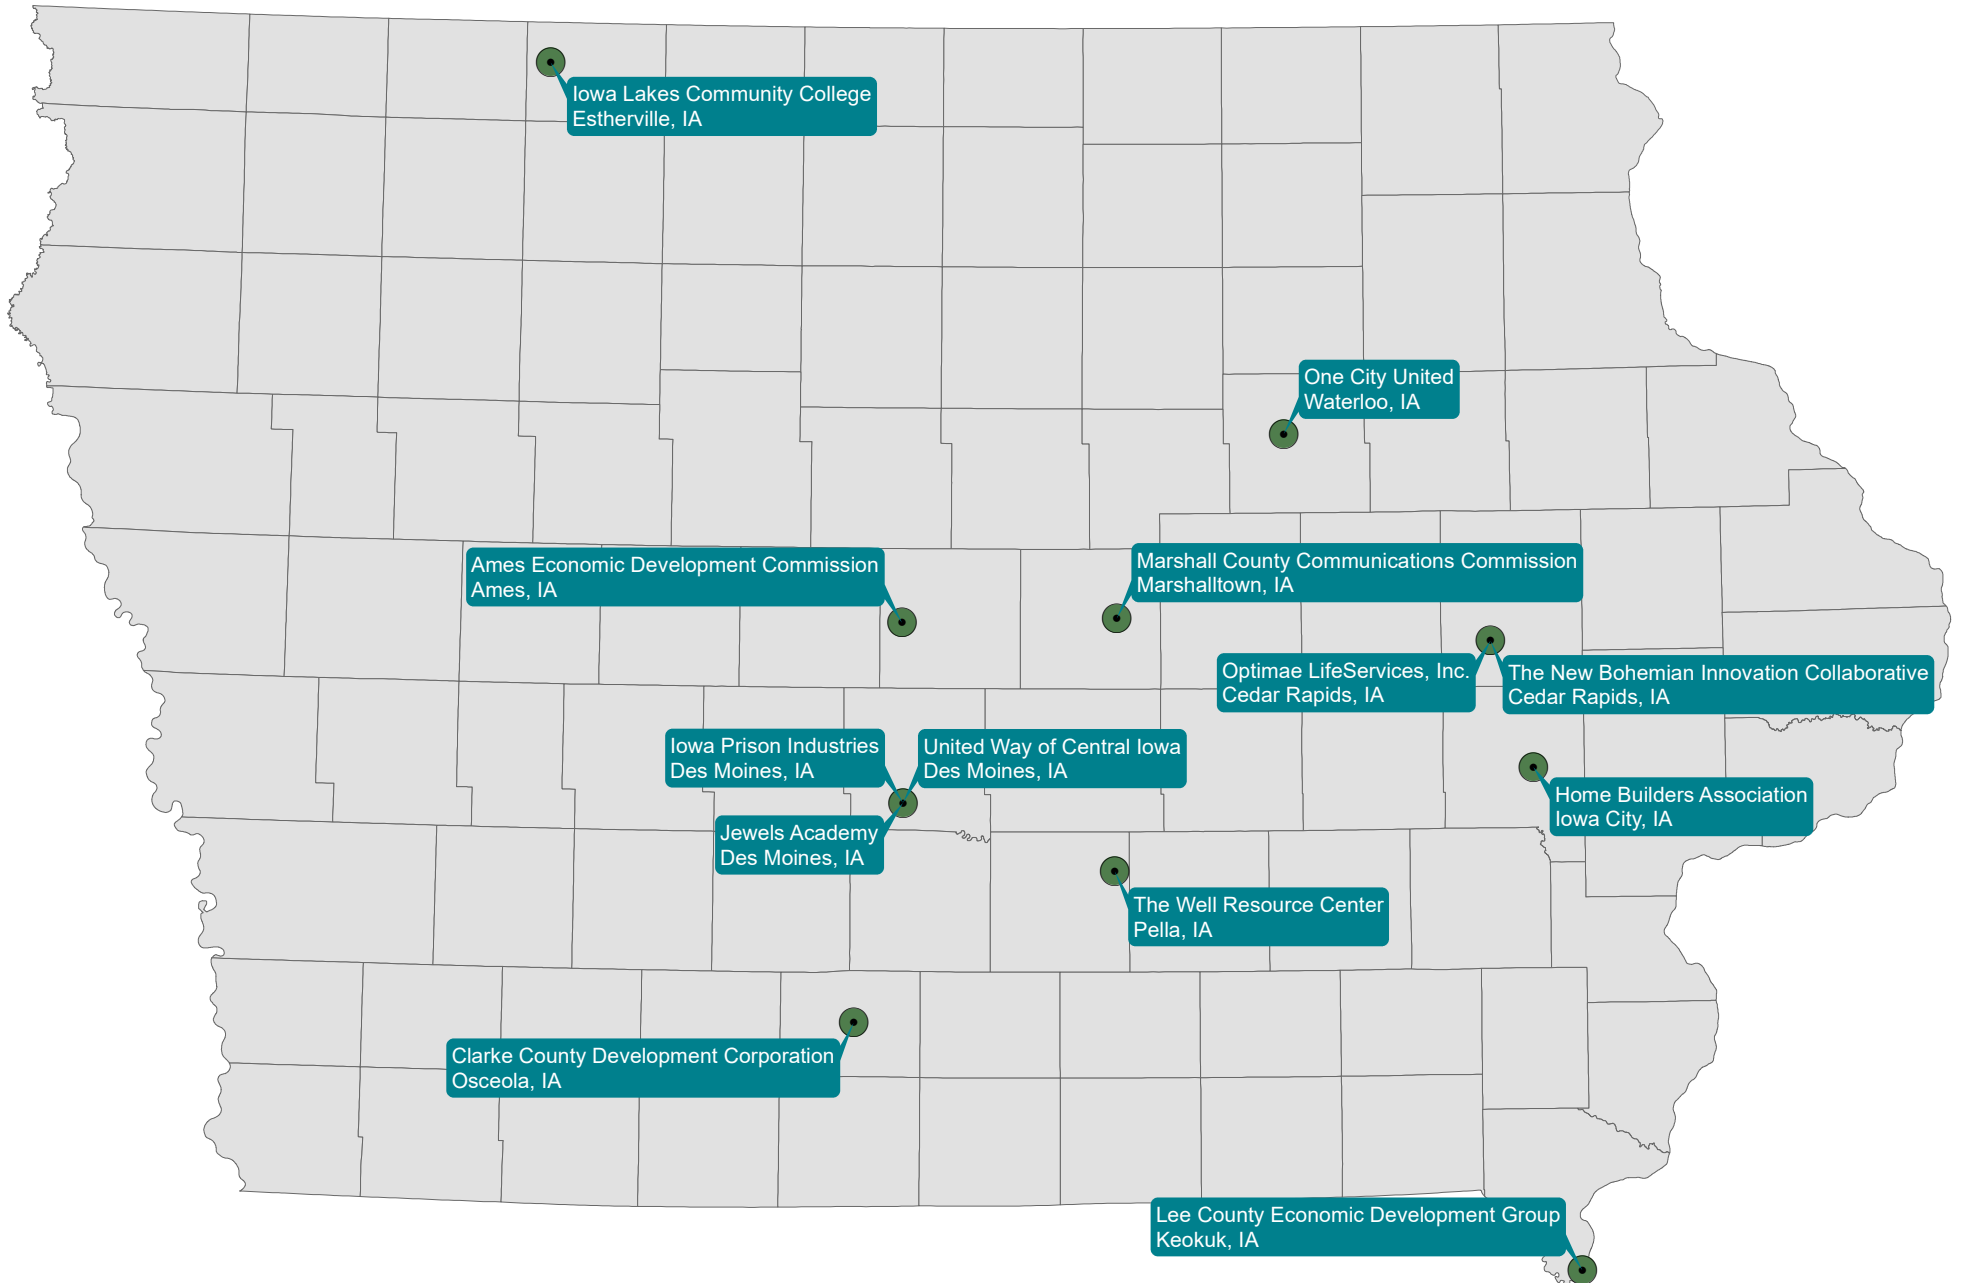 Iowa Lakes Community College
Estherville, IA
One City United
Waterloo, IA
Ames Economic Development Commission
Ames, IA
Marshall County Communications Commission
Marshalltown, IA
Optimae LifeServices, Inc.
Cedar Rapids, IA
The New Bohemian Innovation Collaborative
Cedar Rapids, IA
Iowa Prison Industries
Des Moines, IA
United Way of Central Iowa
Des Moines, IA
Home Builders Association
Iowa City, IA
Jewels Academy
Des Moines, IA
The Well Resource Center
Pella, IA
Clarke County Development Corporation
Osceola, IA
Lee County Economic Development Group
Keokuk, IA